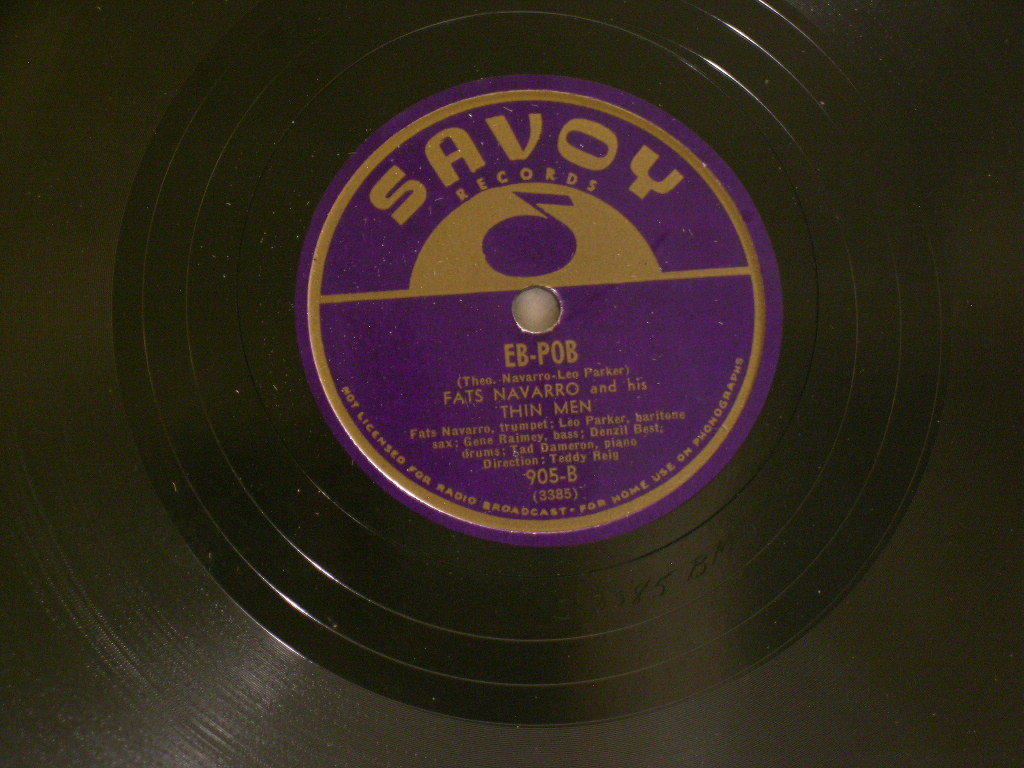 SAVOY
RECORDS
EB-POB
(Theo. Navarro-Leo Parker)
FATS NAVARRO and his
THIN MEN
Fats Navarro, trumpet; Leo Parker, baritone
sax; Gene Raimey, bass; Denzil Best,
drums; Tad Dameron, piano
Direction: Teddy Reig
905-B
(3385)
NOT LICENSED FOR RADIO BROADCAST • FOR HOME USE ON PHONOGRAPHS